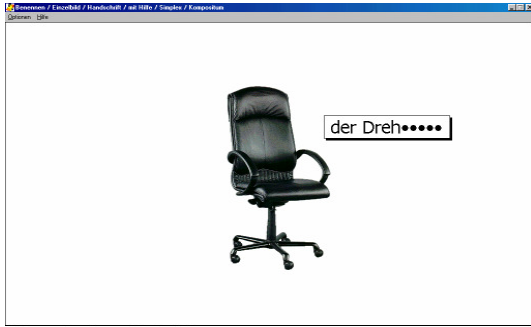 Benennen / Einzelbild / Handschrift / mit Hilfe / Simplex / Kompositum
Optionen Hilfe
der Dreh•••••